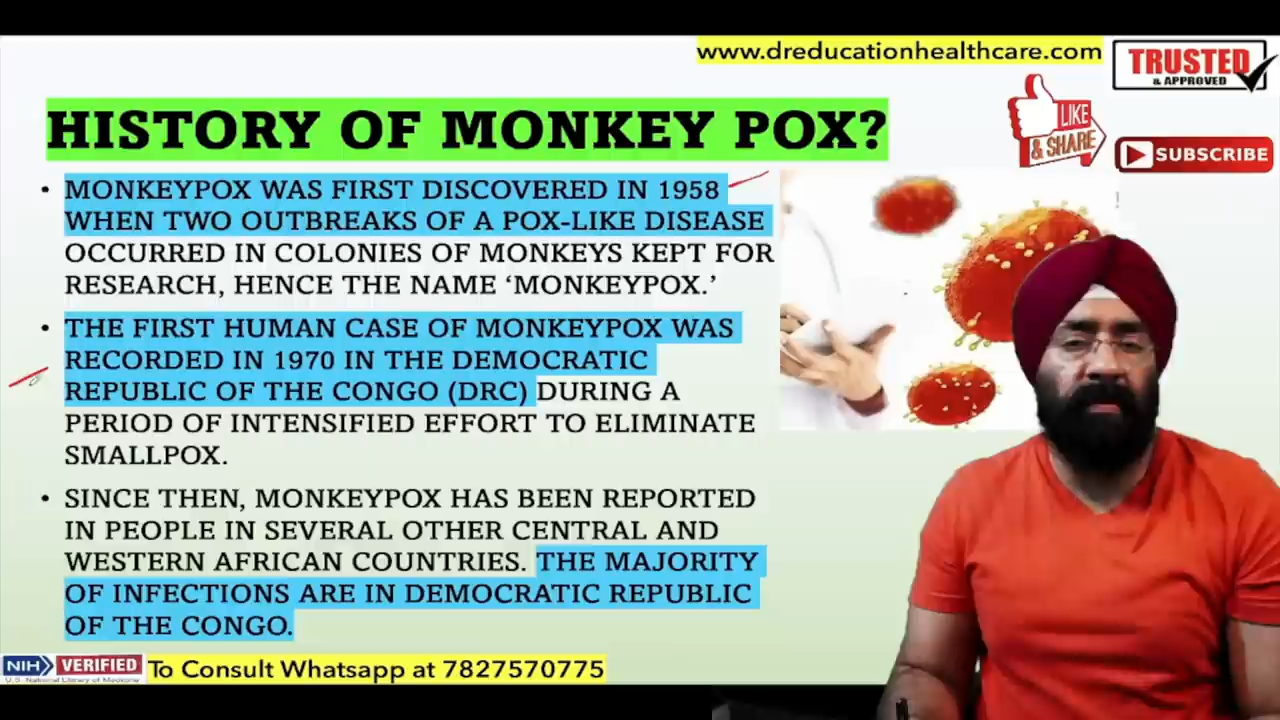 www.dreducationhealthcare.com
TRUSTED
& APPROVED
HISTORY OF MONKEY POX?
LIKE
& SHARE
SUBSCRIBE
• MONKEYPOX WAS FIRST DISCOVERED IN 1958
WHEN TWO OUTBREAKS OF A POX-LIKE DISEASE
OCCURRED IN COLONIES OF MONKEYS KEPT FOR
RESEARCH, HENCE THE NAME ‘MONKEYPOX.’
• THE FIRST HUMAN CASE OF MONKEYPOX WAS
RECORDED IN 1970 IN THE DEMOCRATIC
REPUBLIC OF THE CONGO (DRC) DURING A
PERIOD OF INTENSIFIED EFFORT TO ELIMINATE
SMALLPOX.
• SINCE THEN, MONKEYPOX HAS BEEN REPORTED
IN PEOPLE IN SEVERAL OTHER CENTRAL AND
WESTERN AFRICAN COUNTRIES. THE MAJORITY
OF INFECTIONS ARE IN DEMOCRATIC REPUBLIC
OF THE CONGO.
NIH VERIFIED
U.S. National Library of Medicine
To Consult Whatsapp at 7827570775